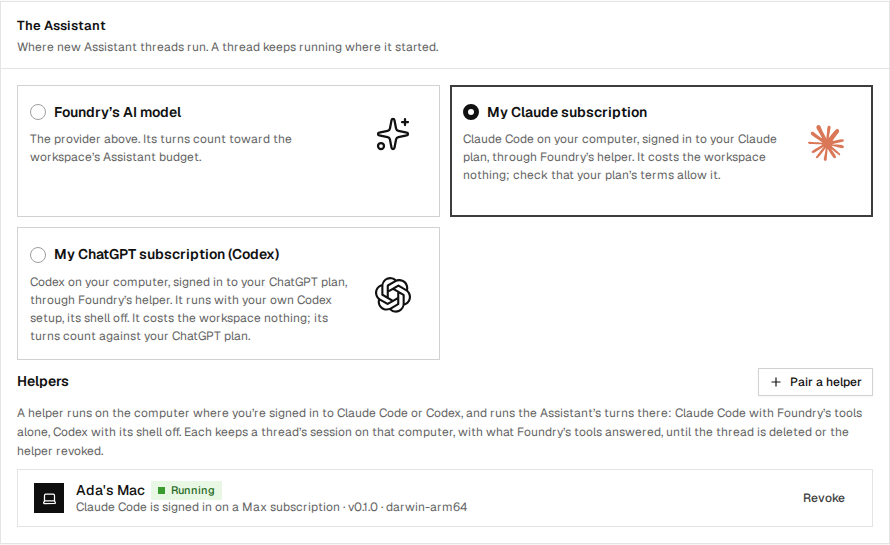 The Assistant
Where new Assistant threads run. A thread keeps running where it started.
Foundry's AI model
The provider above. Its turns count toward the
workspace's Assistant budget.
My Claude subscription
Claude Code on your computer, signed in to your Claude
plan, through Foundry's helper. It costs the workspace
nothing; check that your plan's terms allow it.
My ChatGPT subscription (Codex)
Codex on your computer, signed in to your ChatGPT plan,
through Foundry's helper. It runs with your own Codex
setup, its shell off. It costs the workspace nothing; its
turns count against your ChatGPT plan.
Helpers
+ Pair a helper
A helper runs on the computer where you're signed in to Claude Code or Codex, and runs the Assistant's turns there: Claude Code with Foundry's tools
alone, Codex with its shell off. Each keeps a thread's session on that computer, with what Foundry's tools answered, until the thread is deleted or the
helper revoked.
Ada's Mac Running
Claude Code is signed in on a Max subscription · v0.1.0 · darwin-arm64
Revoke